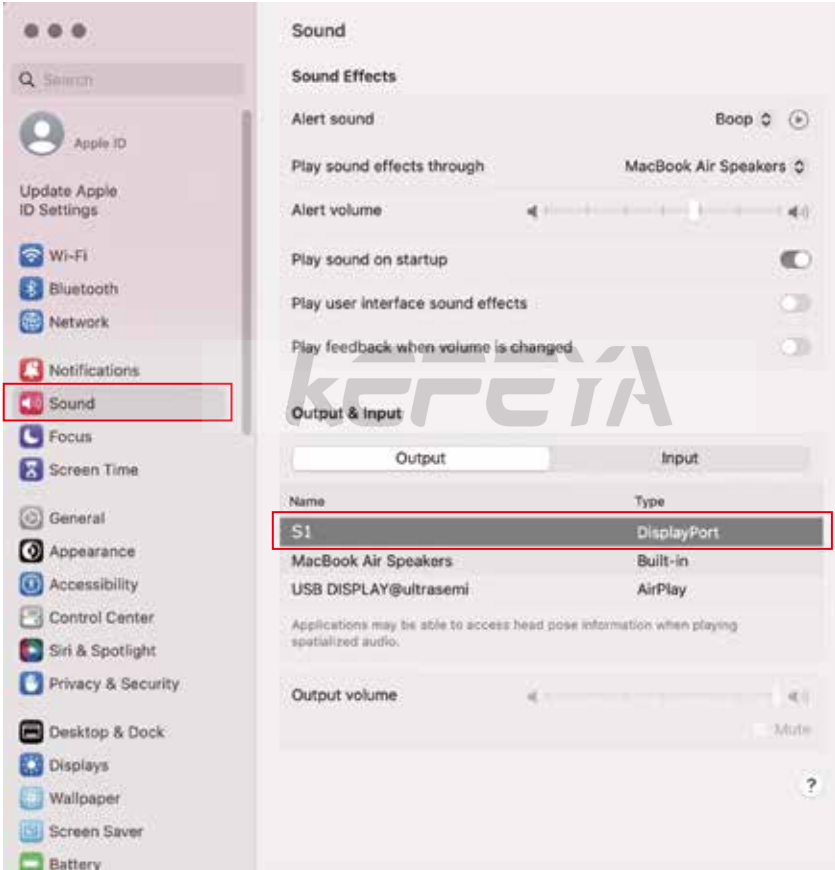 Sound
Sound Effects
Search
Alert sound
Boop
Apple ID
Play sound effects through
MacBook Air Speakers
Update Apple
ID Settings
Alert volume
Wi-Fi
Play sound on startup
Bluetooth
Play user interface sound effects
Network
Play feedback when volume is changed
Notifications
KEFEYA
Sound
Output & Input
Focus
Output
Input
Screen Time
Name
Type
General
S1
DisplayPort
Appearance
MacBook Air Speakers
Built-in
Accessibility
USB DISPLAY@ultrasemi
AirPlay
Control Center
Applications may be able to access head pose information when playing
spatialized audio.
Siri & Spotlight
Privacy & Security
Output volume
Mute
Desktop & Dock
Displays
?
Wallpaper
Screen Saver
Battery